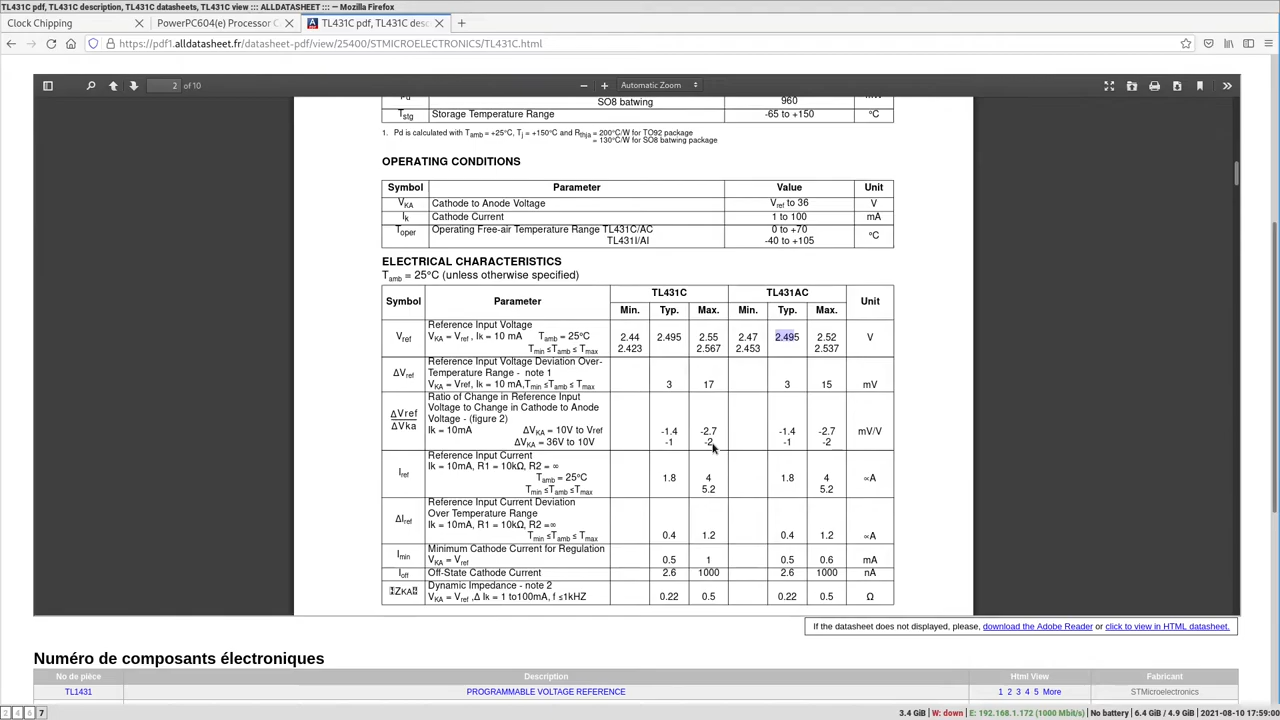 TL431C pdf, TL431C description, TL431C datasheets, TL431C view ::: ALLDATASHEET ::: — Mozilla Firefox
Clock Chipping
PowerPC604(e) Processor C
TL431C pdf, TL431C desc
https://pdf1.alldatasheet.fr/datasheet-pdf/view/25400/STMICROELECTRONICS/TL431C.html
2 of 10
Automatic Zoom
SO8 batwing 960
Tstg Storage Temperature Range -65 to +150 °C
1. Pd is calculated with Tamb = +25°C, Tj = +150°C and Rthja = 200°C/W for TO92 package
= 130°C/W for SO8 batwing package
OPERATING CONDITIONS
Symbol Parameter Value Unit
VKA Cathode to Anode Voltage Vref to 36 V
Ik Cathode Current 1 to 100 mA
Toper Operating Free-air Temperature Range TL431C/AC 0 to +70 °C
TL431I/AI -40 to +105
ELECTRICAL CHARACTERISTICS
Tamb = 25°C (unless otherwise specified)
Symbol Parameter TL431C TL431AC Unit
Min. Typ. Max. Min. Typ. Max.
Vref Reference Input Voltage
VKA = Vref , Ik = 10 mA Tamb = 25°C 2.44 2.495 2.55 2.47 2.495 2.52 V
Tmin ≤Tamb ≤ Tmax 2.423 2.567 2.453 2.537
ΔVref Reference Input Voltage Deviation Over-
Temperature Range - note 1
VKA = Vref, Ik = 10 mA,Tmin ≤Tamb ≤ Tmax 3 17 3 15 mV
ΔVref
ΔVka
Ratio of Change in Reference Input
Voltage to Change in Cathode to Anode
Voltage - (figure 2)
Ik = 10mA ΔVKA = 10V to Vref -1.4 -2.7 -1.4 -2.7 mV/V
ΔVKA = 36V to 10V -1 -2 -1 -2
Iref Reference Input Current
Ik = 10mA, R1 = 10kΩ, R2 = ∞
Tamb = 25°C 1.8 4 1.8 4 ∝A
Tmin ≤Tamb ≤Tmax 5.2 5.2
ΔIref Reference Input Current Deviation
Over Temperature Range
Ik = 10mA, R1 = 10kΩ, R2 =∞
Tmin ≤Tamb ≤ Tmax 0.4 1.2 0.4 1.2 ∝A
Imin Minimum Cathode Current for Regulation
VKA = Vref 0.5 1 0.5 0.6 mA
Ioff Off-State Cathode Current 2.6 1000 2.6 1000 nA
ZKA Dynamic Impedance - note 2
VKA = Vref ,Δ Ik = 1 to100mA, f ≤1kHZ 0.22 0.5 0.22 0.5 Ω
If the datasheet does not displayed, please, download the Adobe Reader or click to view in HTML datasheet.
Numéro de composants électroniques
No de pièce Description Html View Fabricant
TL1431 PROGRAMMABLE VOLTAGE REFERENCE 1 2 3 4 5 More STMicroelectronics
2 4 6 7 3.4 GiB | W: down | E: 192.168.1.172 (1000 Mbit/s) | No battery | 6.4 GiB / 4.9 GiB | 2021-08-10 17:59:00